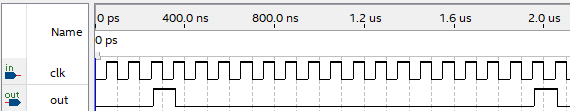 0 ps 400.0 ns 800.0 ns 1.2 us 1.6 us 2.0 us
Name
0 ps
in clk
out out